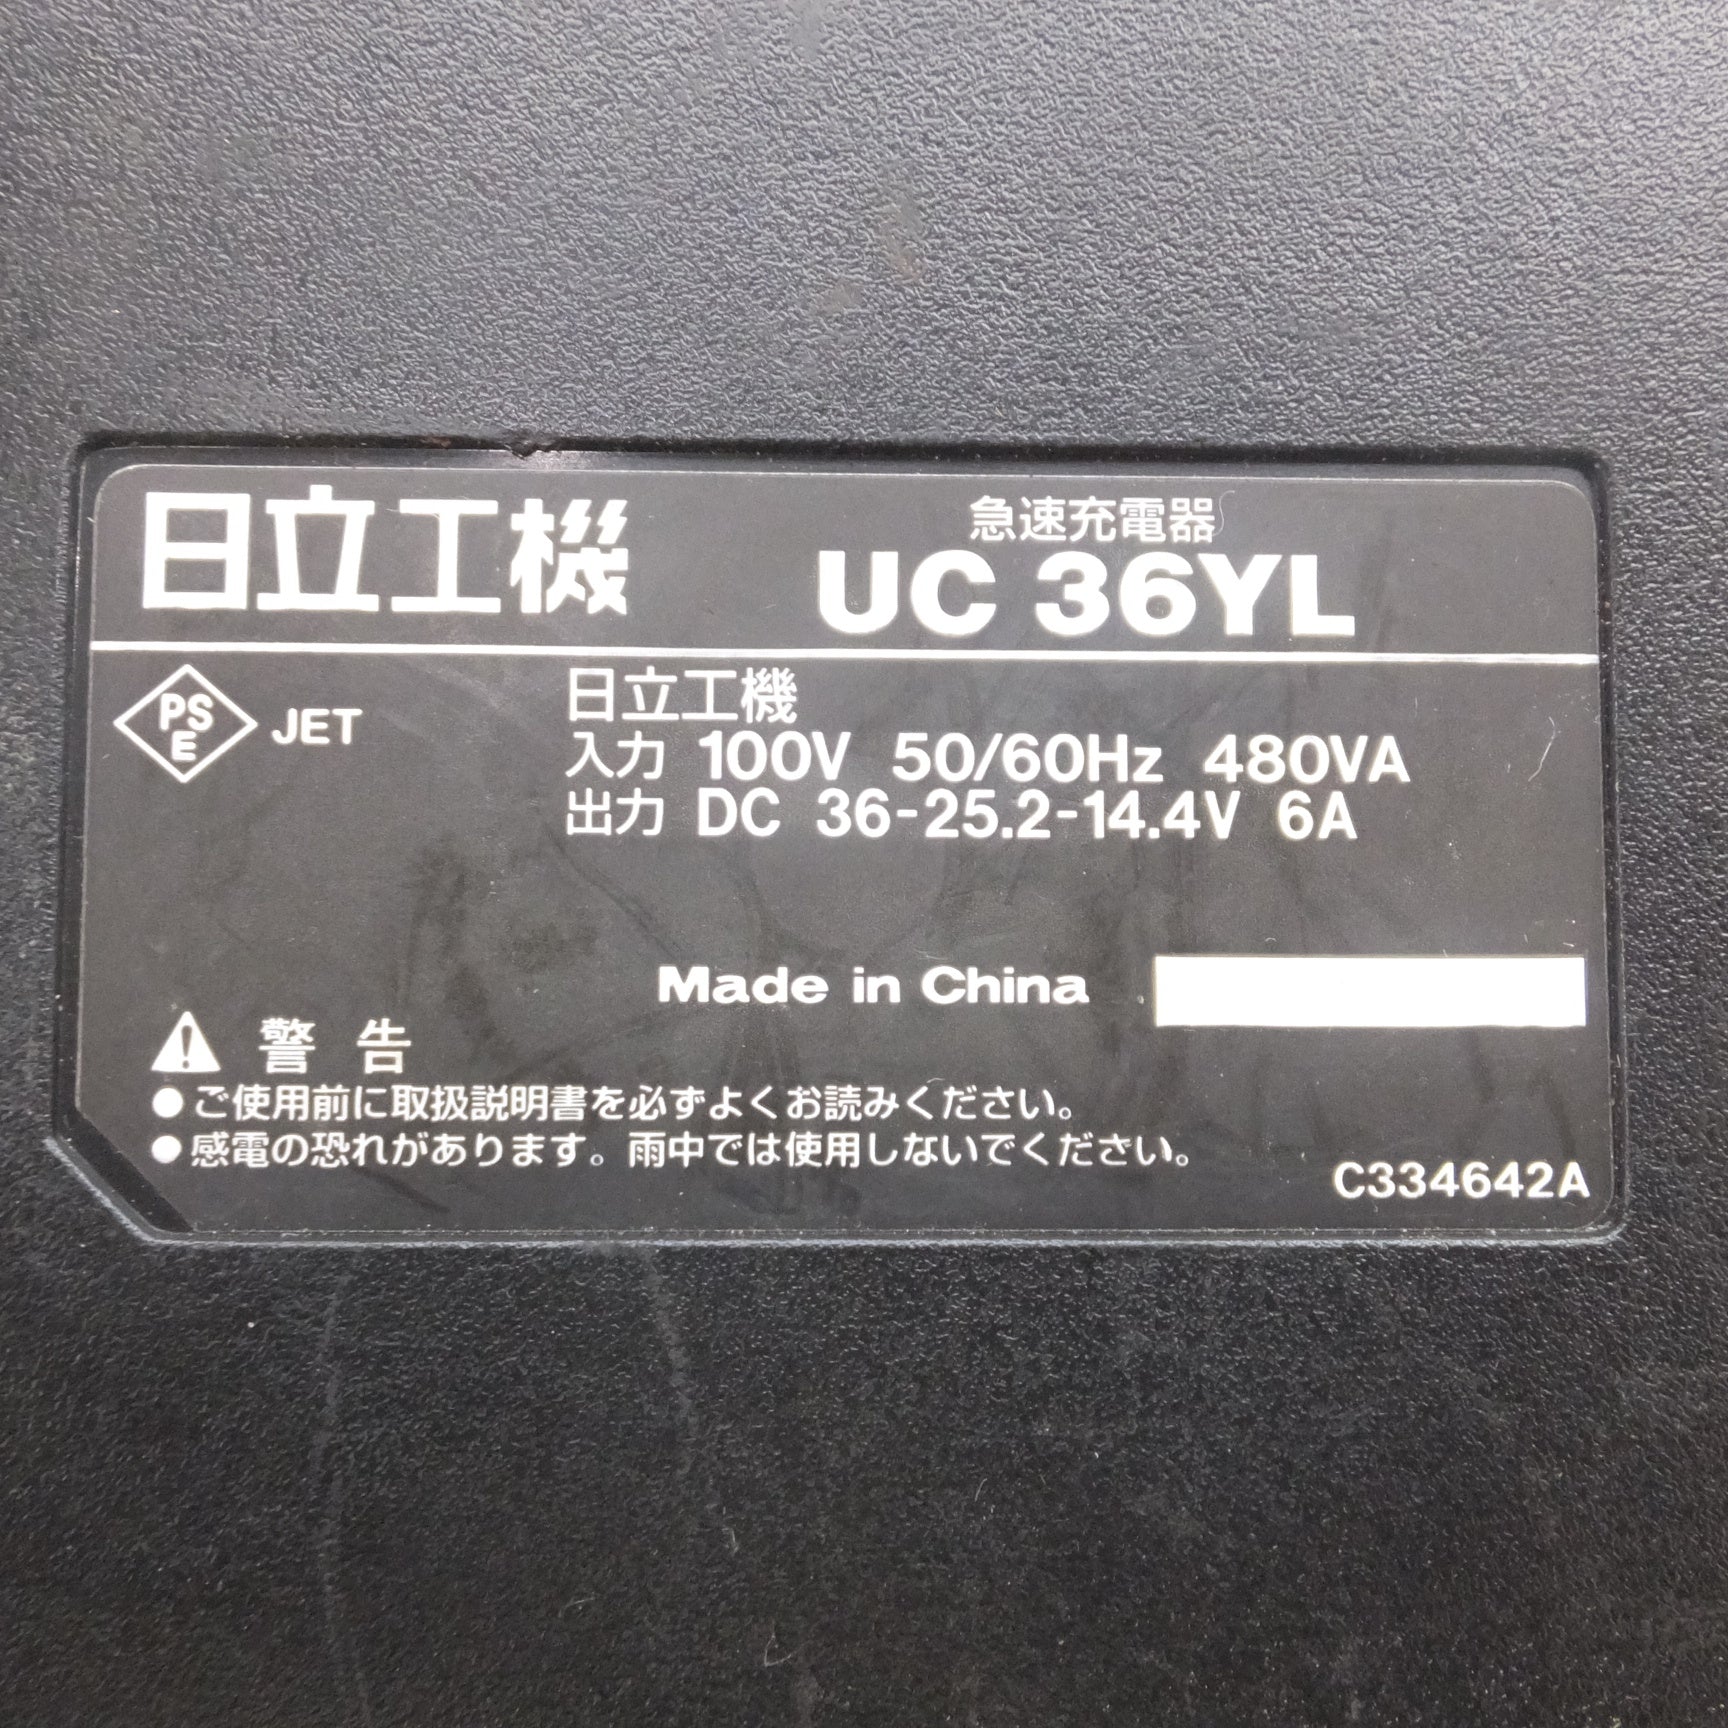 日立工機
急速充電器
UC 36YL
PSE JET
日立工機
入力 100V 50/60Hz 480VA
出力 DC 36-25.2-14.4V 6A
Made in China
警告
●ご使用前に取扱説明書を必ずよくお読みください。
●感電の恐れがあります。雨中では使用しないでください。
C334642A